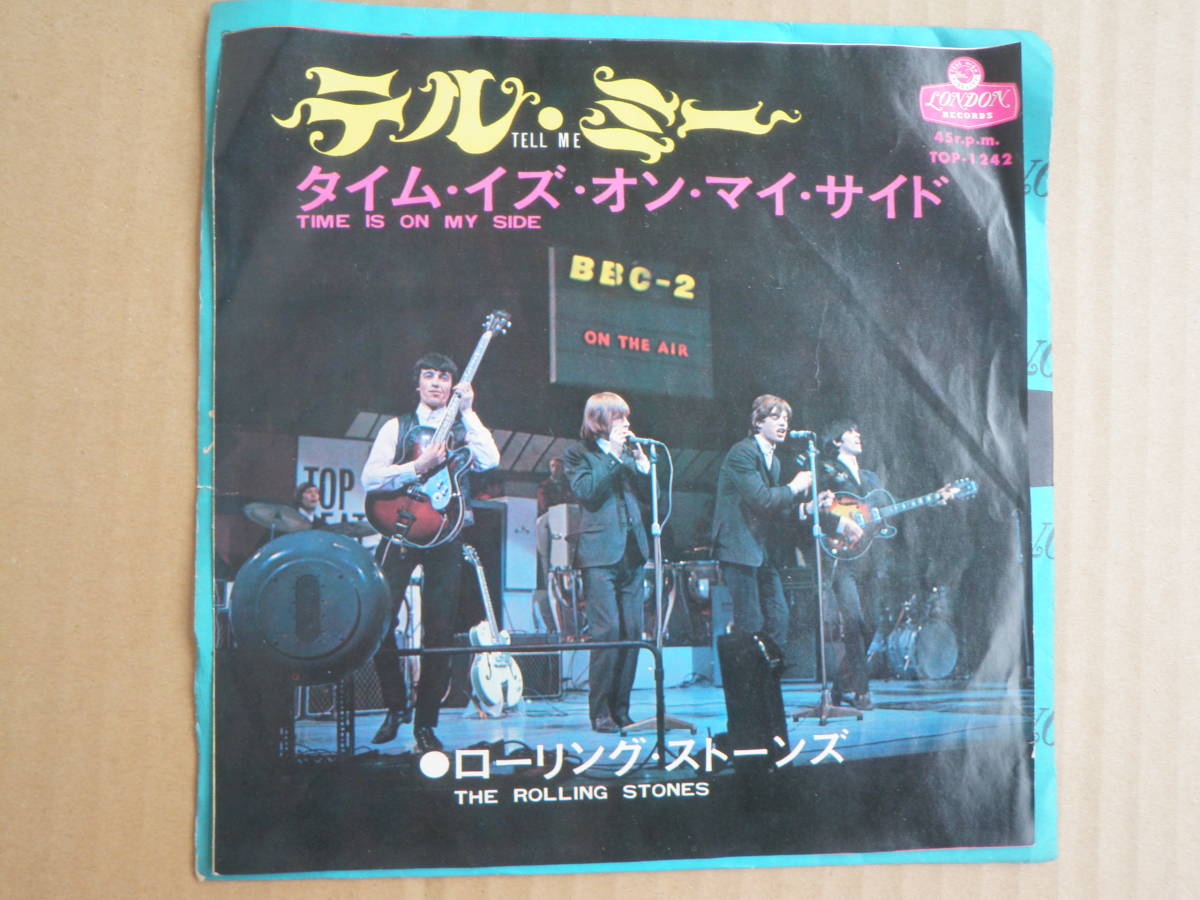 テル・ミー
TELL ME
LONDON
RECORDS
45r.p.m.
TOP-1242
タイム・イズ・オン・マイ・サイド
TIME IS ON MY SIDE
BBC-2
ON THE AIR
TOP
●ローリング・ストーンズ
THE ROLLING STONES